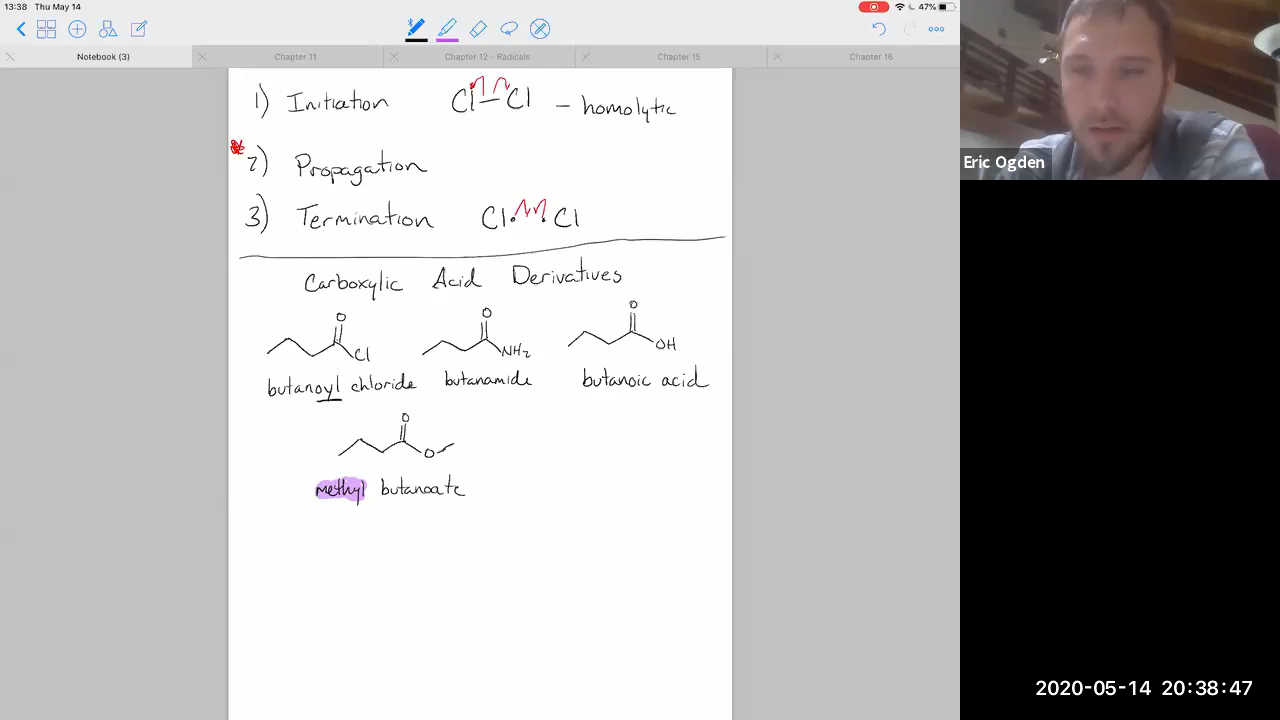 13:38 Thu May 14 47%
Notebook (3) Chapter 11 Chapter 12 - Radicals Chapter 15 Chapter 16
1) Initiation Cl—Cl — homolytic
2) Propagation
3) Termination Cl· ·Cl
Carboxylic Acid Derivatives
O O O
Cl NH2 OH
butanoyl chloride butanamide butanoic acid
O
O
methyl butanoate
Eric Ogden
2020-05-14 20:38:47